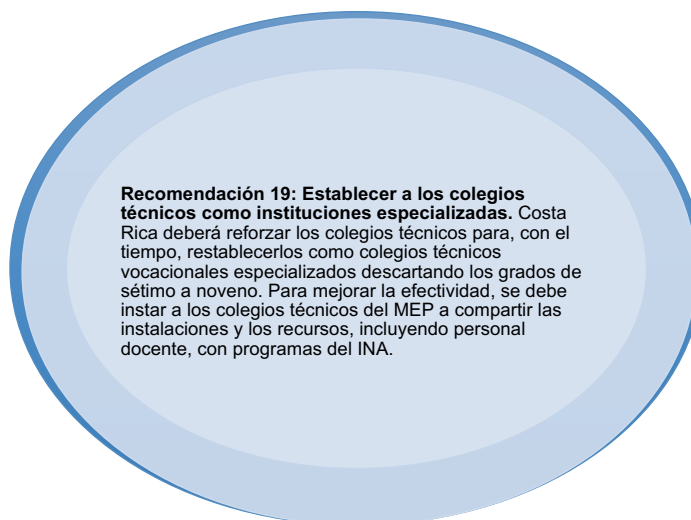 Recomendación 19: Establecer a los colegios
técnicos como instituciones especializadas. Costa
Rica deberá reforzar los colegios técnicos para, con el
tiempo, restablecerlos como colegios técnicos
vocacionales especializados descartando los grados de
sétimo a noveno. Para mejorar la efectividad, se debe
instar a los colegios técnicos del MEP a compartir las
instalaciones y los recursos, incluyendo personal
docente, con programas del INA.